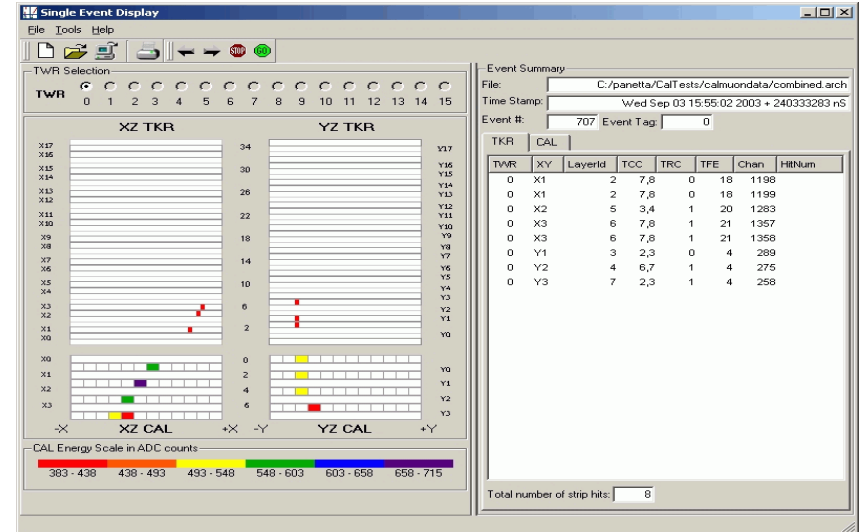 Single Event Display
File Tools Help
STOP GO
TWR Selection
TWR
0 1 2 3 4 5 6 7 8 9 10 11 12 13 14 15
XZ TKR YZ TKR
X17 34 Y17
X16
X15 30 Y16
X14 Y15
X13 26 Y14
X12 Y13
X11 22 Y12
X10 Y11
Y10
X9 18 Y9
X8 Y8
X7 14 Y7
X6 Y6
X5 10 Y5
X4 Y4
X3 6 Y3
X2 Y2
X1 2 Y1
X0 Y0
X0 0 Y0
X1 2 Y1
X2 4 Y2
X3 6 Y3
-X XZ CAL +X -Y YZ CAL +Y
CAL Energy Scale in ADC counts
383 - 438 438 - 493 493 - 548 548 - 603 603 - 658 658 - 715
Event Summary
File: C:/panetta/CalTests/calmuondata/combined.arch
Time Stamp: Wed Sep 03 15:55:02 2003 + 240333283 nS
Event #: 707 Event Tag: 0
TKR CAL
TWR XY LayerId TCC TRC TFE Chan HitNum
0 X1 2 7,8 0 18 1198
0 X1 2 7,8 0 18 1199
0 X2 5 3,4 1 20 1283
0 X3 6 7,8 1 21 1357
0 X3 6 7,8 1 21 1358
0 Y1 3 2,3 0 4 289
0 Y2 4 6,7 1 4 275
0 Y3 7 2,3 1 4 258
Total number of strip hits: 8